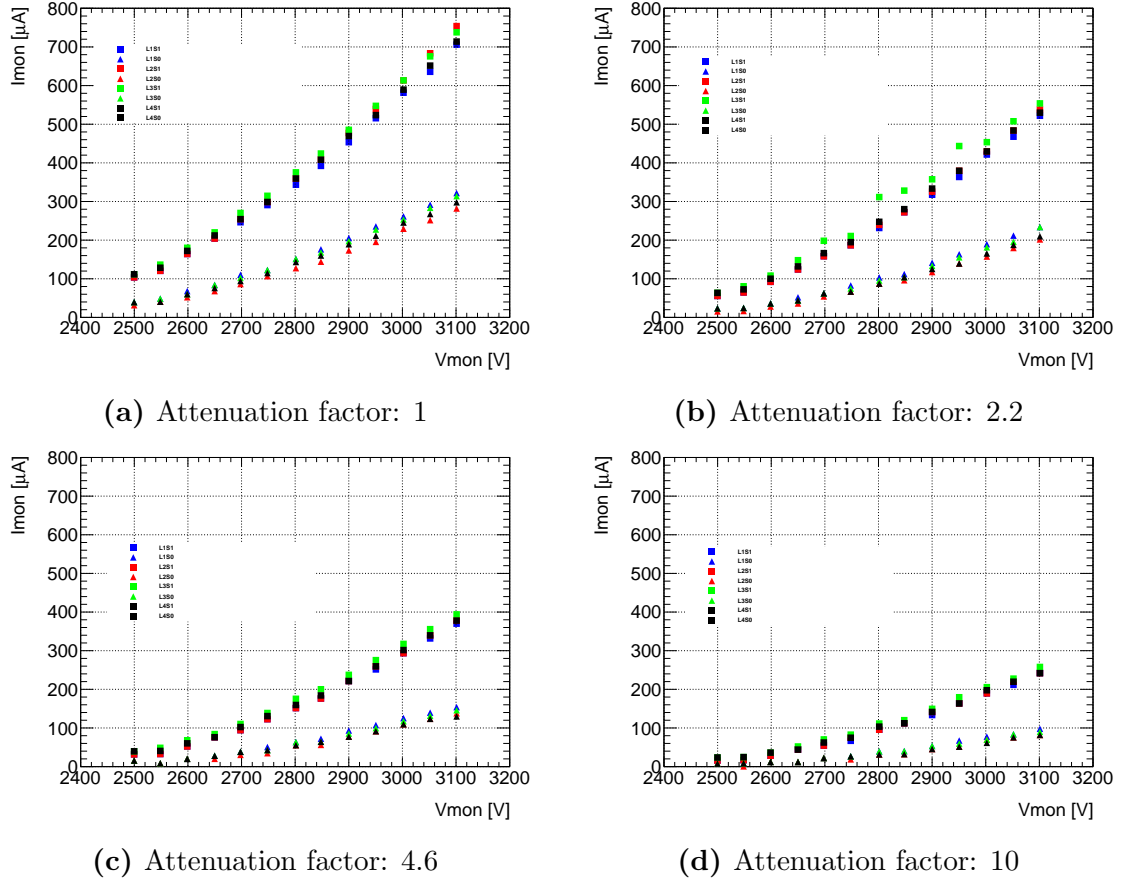 Imon [µA]
800
700
600
500
400
300
200
100
0
L1S1
L1S0
L2S1
L2S0
L3S1
L3S0
L4S1
L4S0
2400 2500 2600 2700 2800 2900 3000 3100 3200
Vmon [V]
(a) Attenuation factor: 1
Imon [µA]
800
700
600
500
400
300
200
100
0
L1S1
L1S0
L2S1
L2S0
L3S1
L3S0
L4S1
L4S0
2400 2500 2600 2700 2800 2900 3000 3100 3200
Vmon [V]
(b) Attenuation factor: 2.2
Imon [µA]
800
700
600
500
400
300
200
100
0
L1S1
L1S0
L2S1
L2S0
L3S1
L3S0
L4S1
L4S0
2400 2500 2600 2700 2800 2900 3000 3100 3200
Vmon [V]
(c) Attenuation factor: 4.6
Imon [µA]
800
700
600
500
400
300
200
100
0
L1S1
L1S0
L2S1
L2S0
L3S1
L3S0
L4S1
L4S0
2400 2500 2600 2700 2800 2900 3000 3100 3200
Vmon [V]
(d) Attenuation factor: 10